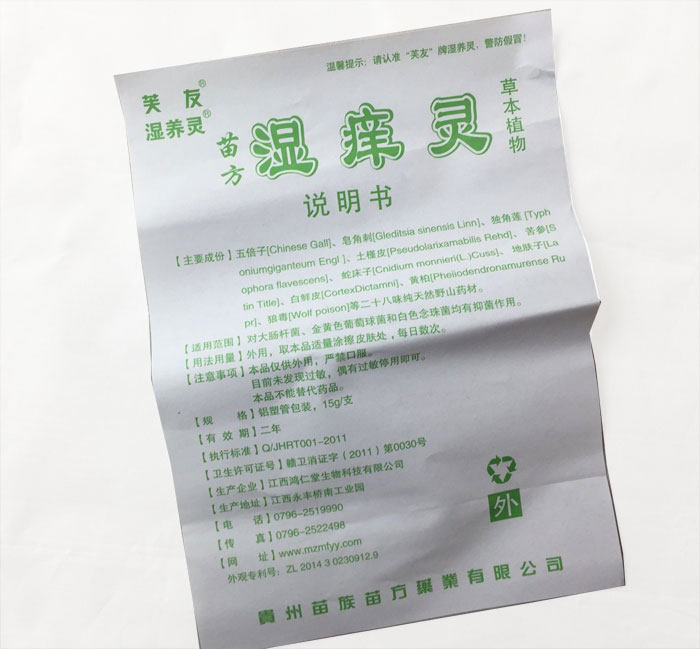 温馨提示：请认准“芙友”牌湿养灵，警防假冒！
芙友®
湿养灵®
苗方
湿痒灵
草本植物
说明书
【主要成份】五倍子[Chinese Gall]、皂角刺[Gleditsia sinensis Linn]、独角莲 [Typh
oniumgiganteum Engl ]、土槿皮[Pseudolarixamabilis Rehd]、苦参[S
ophora flavescens]、 蛇床子[Cnidium monnieri(L.)Cuss]、地肤子[La
tin Title]、白鲜皮[CortexDictamni]、黄柏[Pheliodendronamurense Ru
pr]、狼毒[Wolf poison]等二十八味纯天然野山药材。
【适用范围】对大肠杆菌、金黄色葡萄球菌和白色念珠菌均有抑菌作用。
【用法用量】外用，取本品适量涂擦皮肤处，每日数次。
【注意事项】本品仅供外用，严禁口服。
目前未发现过敏，偶有过敏停用即可。
本品不能替代药品。
【规 格】铝塑管包装，15g/支
【有 效 期】二年
【执行标准】Q/JHRT001-2011
【卫生许可证号】赣卫消证字（2011）第0030号
【生产企业】江西鸿仁堂生物科技有限公司
【生产地址】江西永丰桥南工业园
【电 话】0796-2519990
【传 真】0796-2522498
【网 址】www.mzmfyy.com
外观专利号：ZL 2014 3 0230912.9
外
貴州苗族苗方藥業有限公司